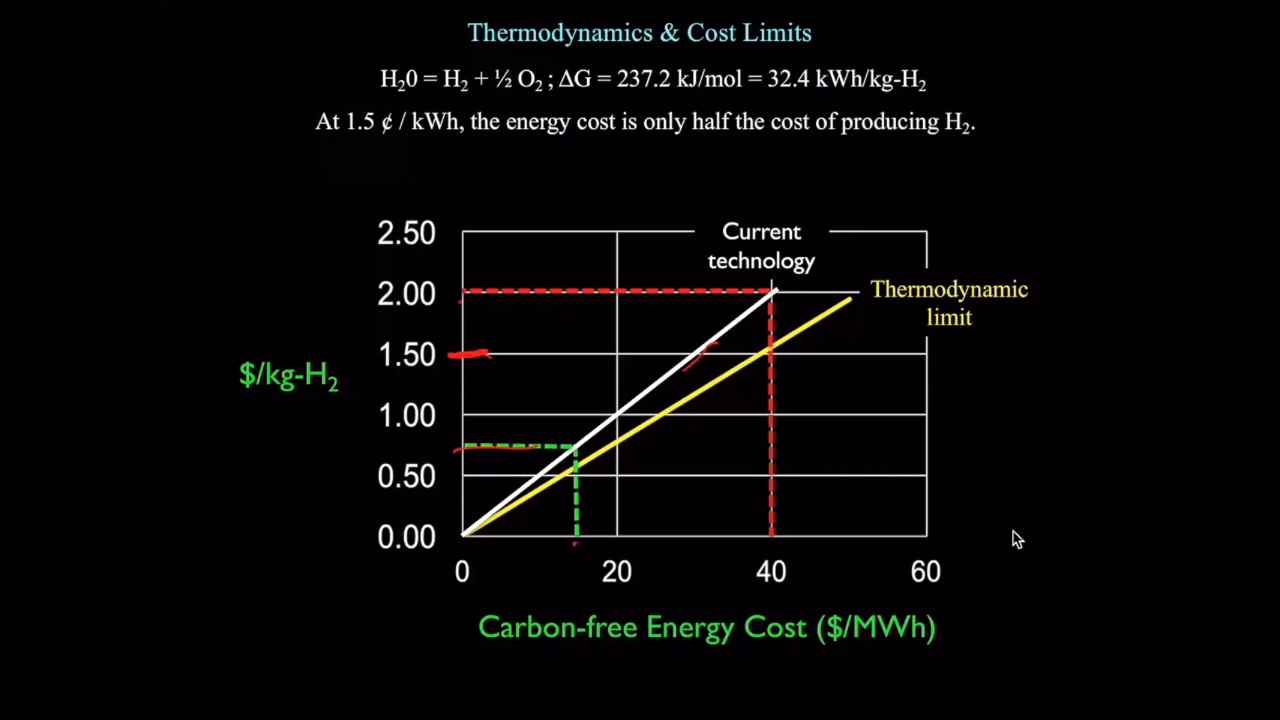 Thermodynamics & Cost Limits
H₂0 = H₂ + ½ O₂ ; ΔG = 237.2 kJ/mol = 32.4 kWh/kg-H₂
At 1.5 ¢ / kWh, the energy cost is only half the cost of producing H₂.
2.50
Current
technology
2.00
Thermodynamic
limit
1.50
$/kg-H₂
1.00
0.50
0.00
0 20 40 60
Carbon-free Energy Cost ($/MWh)